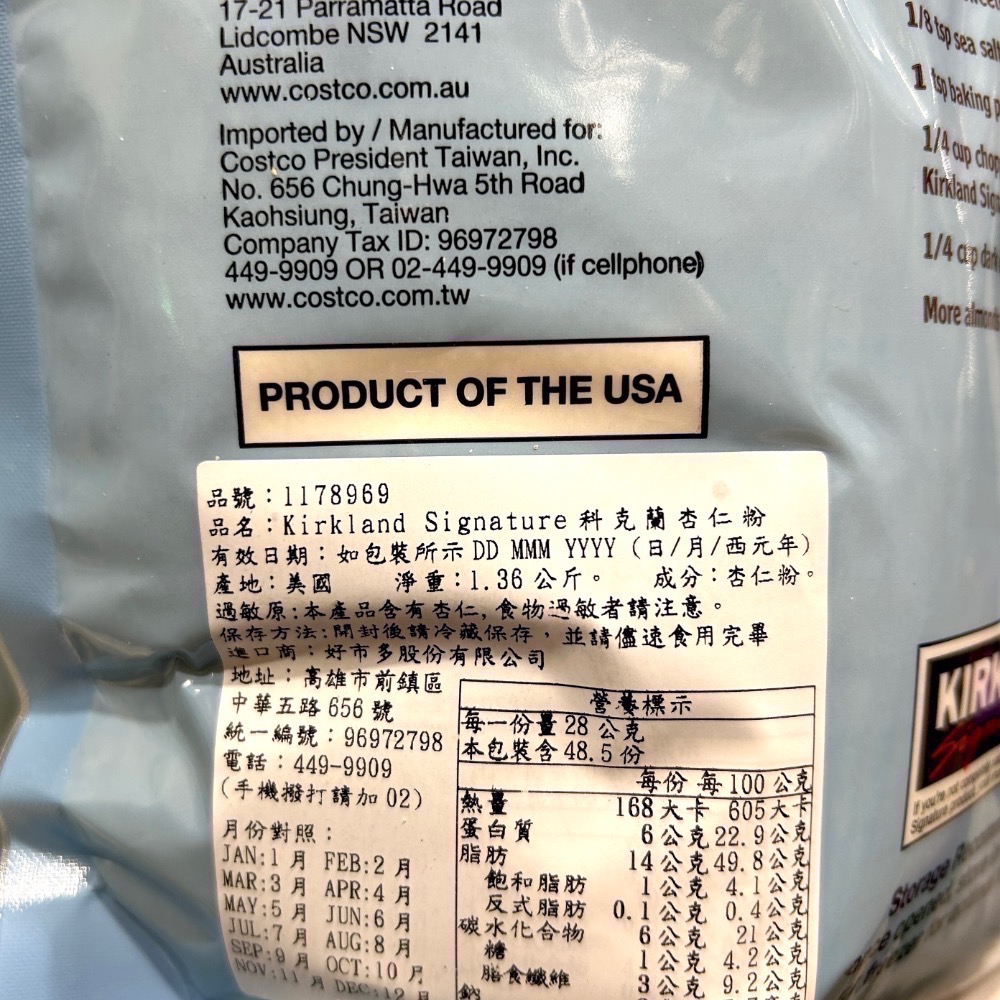 17-21 Parramatta Road
Lidcombe NSW 2141
Australia
www.costco.com.au
Imported by / Manufactured for:
Costco President Taiwan, Inc.
No. 656 Chung-Hwa 5th Road
Kaohsiung, Taiwan
Company Tax ID: 96972798
449-9909 OR 02-449-9909 (if cellphone)
www.costco.com.tw
PRODUCT OF THE USA
品號：1178969
品名：Kirkland Signature 科克蘭杏仁粉
有效日期：如包裝所示 DD MMM YYYY（日/月/西元年）
產地：美國 淨重：1.36 公斤。 成分：杏仁粉。
過敏原：本產品含有杏仁, 食物過敏者請注意。
保存方法：開封後請冷藏保存，並請儘速食用完畢
進口商：好市多股份有限公司
地址：高雄市前鎮區
中華五路 656 號
統一編號：96972798
電話：449-9909
(手機撥打請加 02)
月份對照：
JAN:1 月 FEB:2 月
MAR:3 月 APR:4 月
MAY:5 月 JUN:6 月
JUL:7 月 AUG:8 月
SEP:9 月 OCT:10 月
NOV:11 月 DEC:12 月
營養標示
每一份量 28 公克
本包裝含 48.5 份
每份 每 100 公克
熱量 168 大卡 605 大卡
蛋白質 6 公克 22.9 公克
脂肪 14 公克 49.8 公克
飽和脂肪 1 公克 4.1 公克
反式脂肪 0.1 公克 0.4 公克
碳水化合物 6 公克 21 公克
糖 1 公克 4.2 公克
膳食纖維 3 公克 9.2 公克
鈉
1/8 tsp sea
1 tsp baking
1/4 cup
Kirkland
1/4 cup
More
Storage